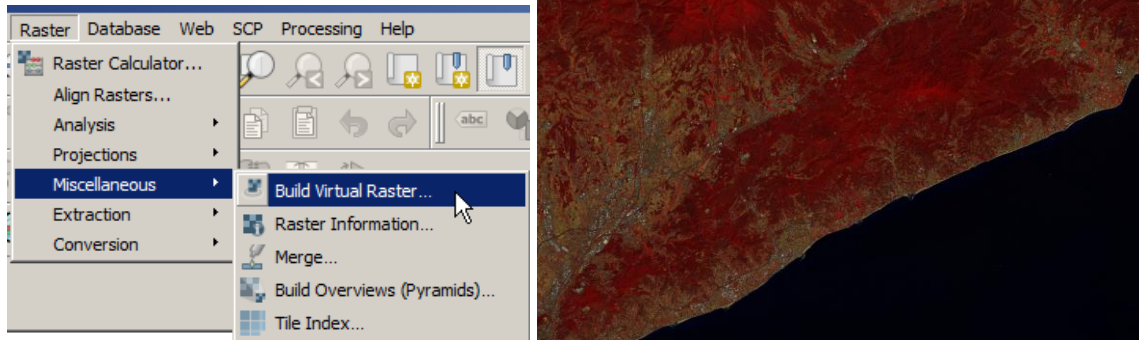 Raster Database Web SCP Processing Help
Raster Calculator...
Align Rasters...
Analysis
Projections
Miscellaneous
Extraction
Conversion
abc
Build Virtual Raster...
Raster Information...
Merge...
Build Overviews (Pyramids)...
Tile Index...